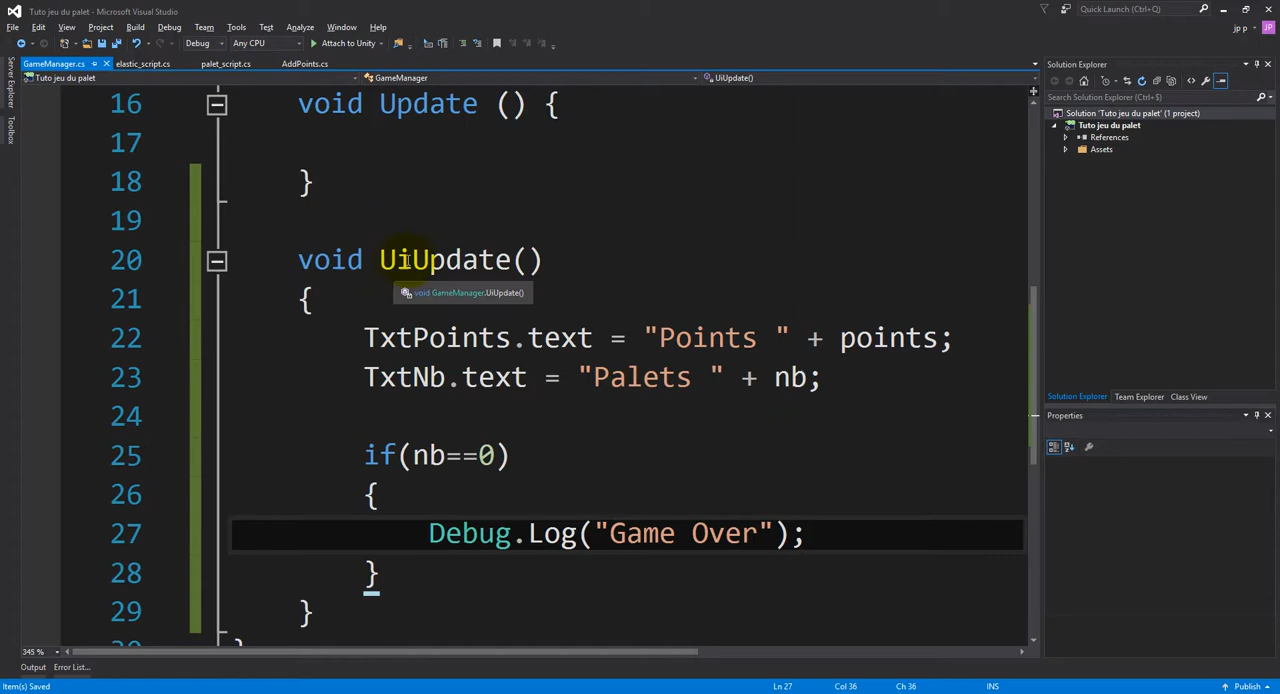 Tuto jeu du palet - Microsoft Visual Studio
Quick Launch (Ctrl+Q)
File Edit View Project Build Debug Team Tools Test Analyze Window Help
jp p
JP
Debug Any CPU Attach to Unity
Server Explorer
Toolbox
GameManager.cs elastic_script.cs palet_script.cs AddPoints.cs
Tuto jeu du palet GameManager UiUpdate()
16 void Update () {
17
18 }
19
20 void UiUpdate()
21 {
void GameManager.UiUpdate()
22 TxtPoints.text = "Points " + points;
23 TxtNb.text = "Palets " + nb;
24
25 if(nb==0)
26 {
27 Debug.Log("Game Over");
28 }
29 }
345 %
Solution Explorer
Search Solution Explorer (Ctrl+$)
Solution 'Tuto jeu du palet' (1 project)
Tuto jeu du palet
References
Assets
Solution Explorer Team Explorer Class View
Properties
Output Error List...
Item(s) Saved Ln 27 Col 36 Ch 36 INS Publish